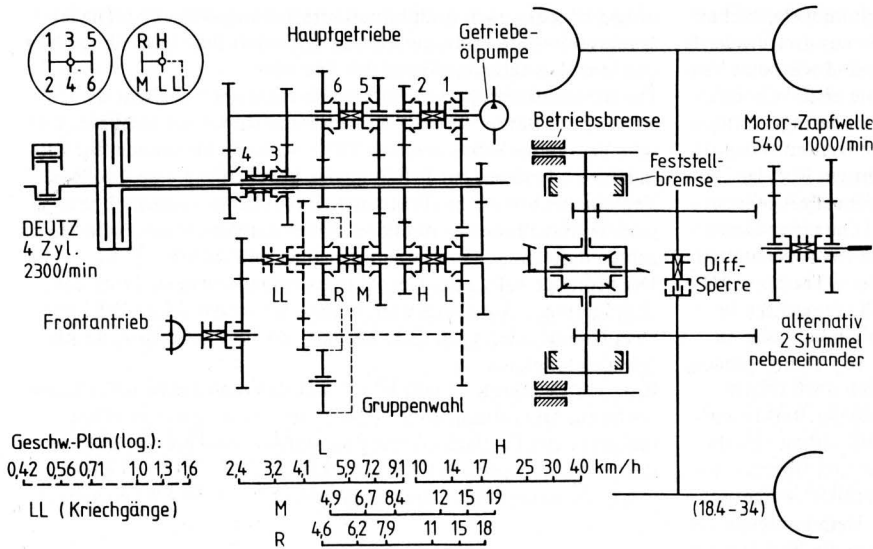 1 3 5
2 4 6
R H
M L LL
Hauptgetriebe
6 5 2 1
4 3
Getriebe-
ölpumpe
Betriebsbremse
Feststell-
bremse
Motor-Zapfwelle
540 1000/min
DEUTZ
4 Zyl.
2300/min
LL R M H L
Diff.-
Sperre
Frontantrieb
alternativ
2 Stummel
nebeneinander
Gruppenwahl
Geschw.-Plan (log.):
L H
0,42 0,56 0,71 1,0 1,3 1,6
2,4 3,2 4,1 5,9 7,2 9,1 10 14 17 25 30 40 km/h
LL (Kriechgänge)
M 4,9 6,7 8,4 12 15 19
R 4,6 6,2 7,9 11 15 18
(18.4-34)